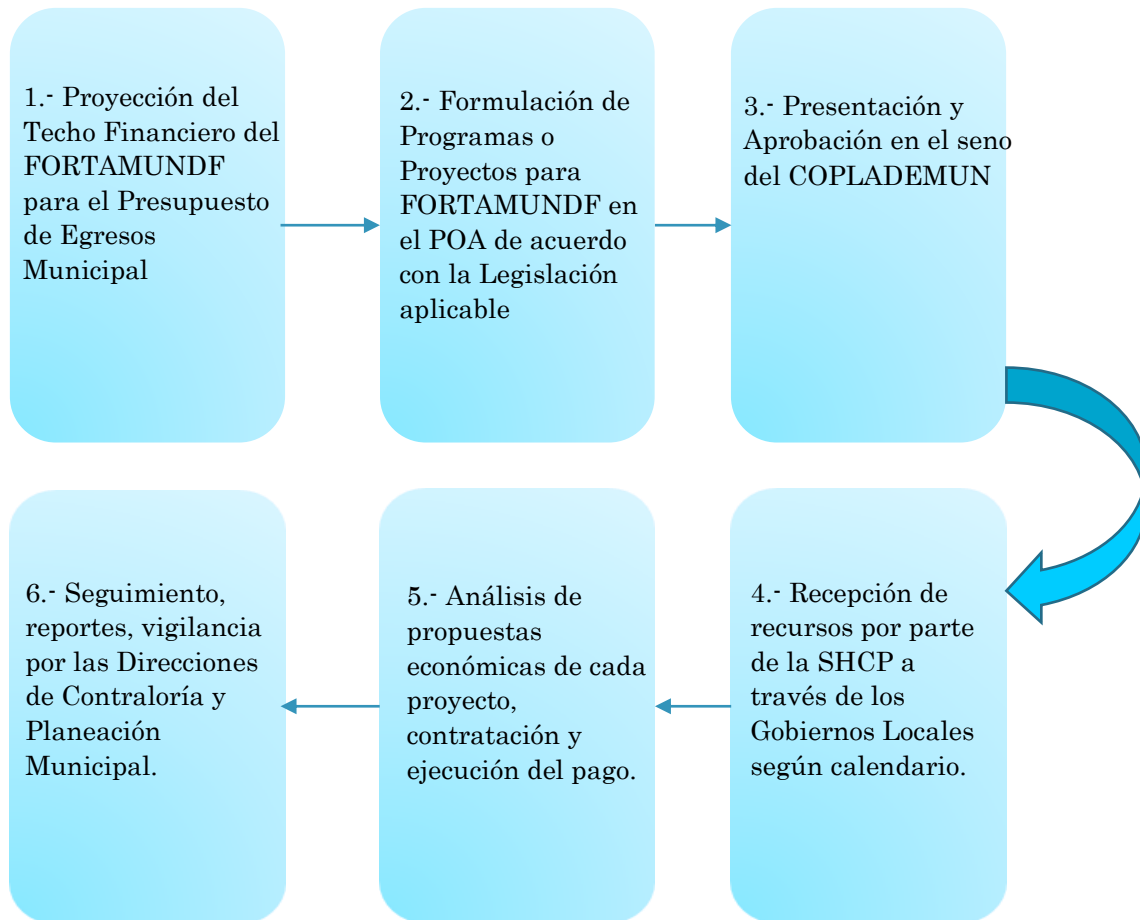 1.- Proyección del
Techo Financiero del
FORTAMUNDF
para el Presupuesto
de Egresos
Municipal
2.- Formulación de
Programas o
Proyectos para
FORTAMUNDF en
el POA de acuerdo
con la Legislación
aplicable
3.- Presentación y
Aprobación en el seno
del COPLADEMUN
4.- Recepción de
recursos por parte
de la SHCP a
través de los
Gobiernos Locales
según calendario.
5.- Análisis de
propuestas
económicas de cada
proyecto,
contratación y
ejecución del pago.
6.- Seguimiento,
reportes, vigilancia
por las Direcciones
de Contraloría y
Planeación
Municipal.